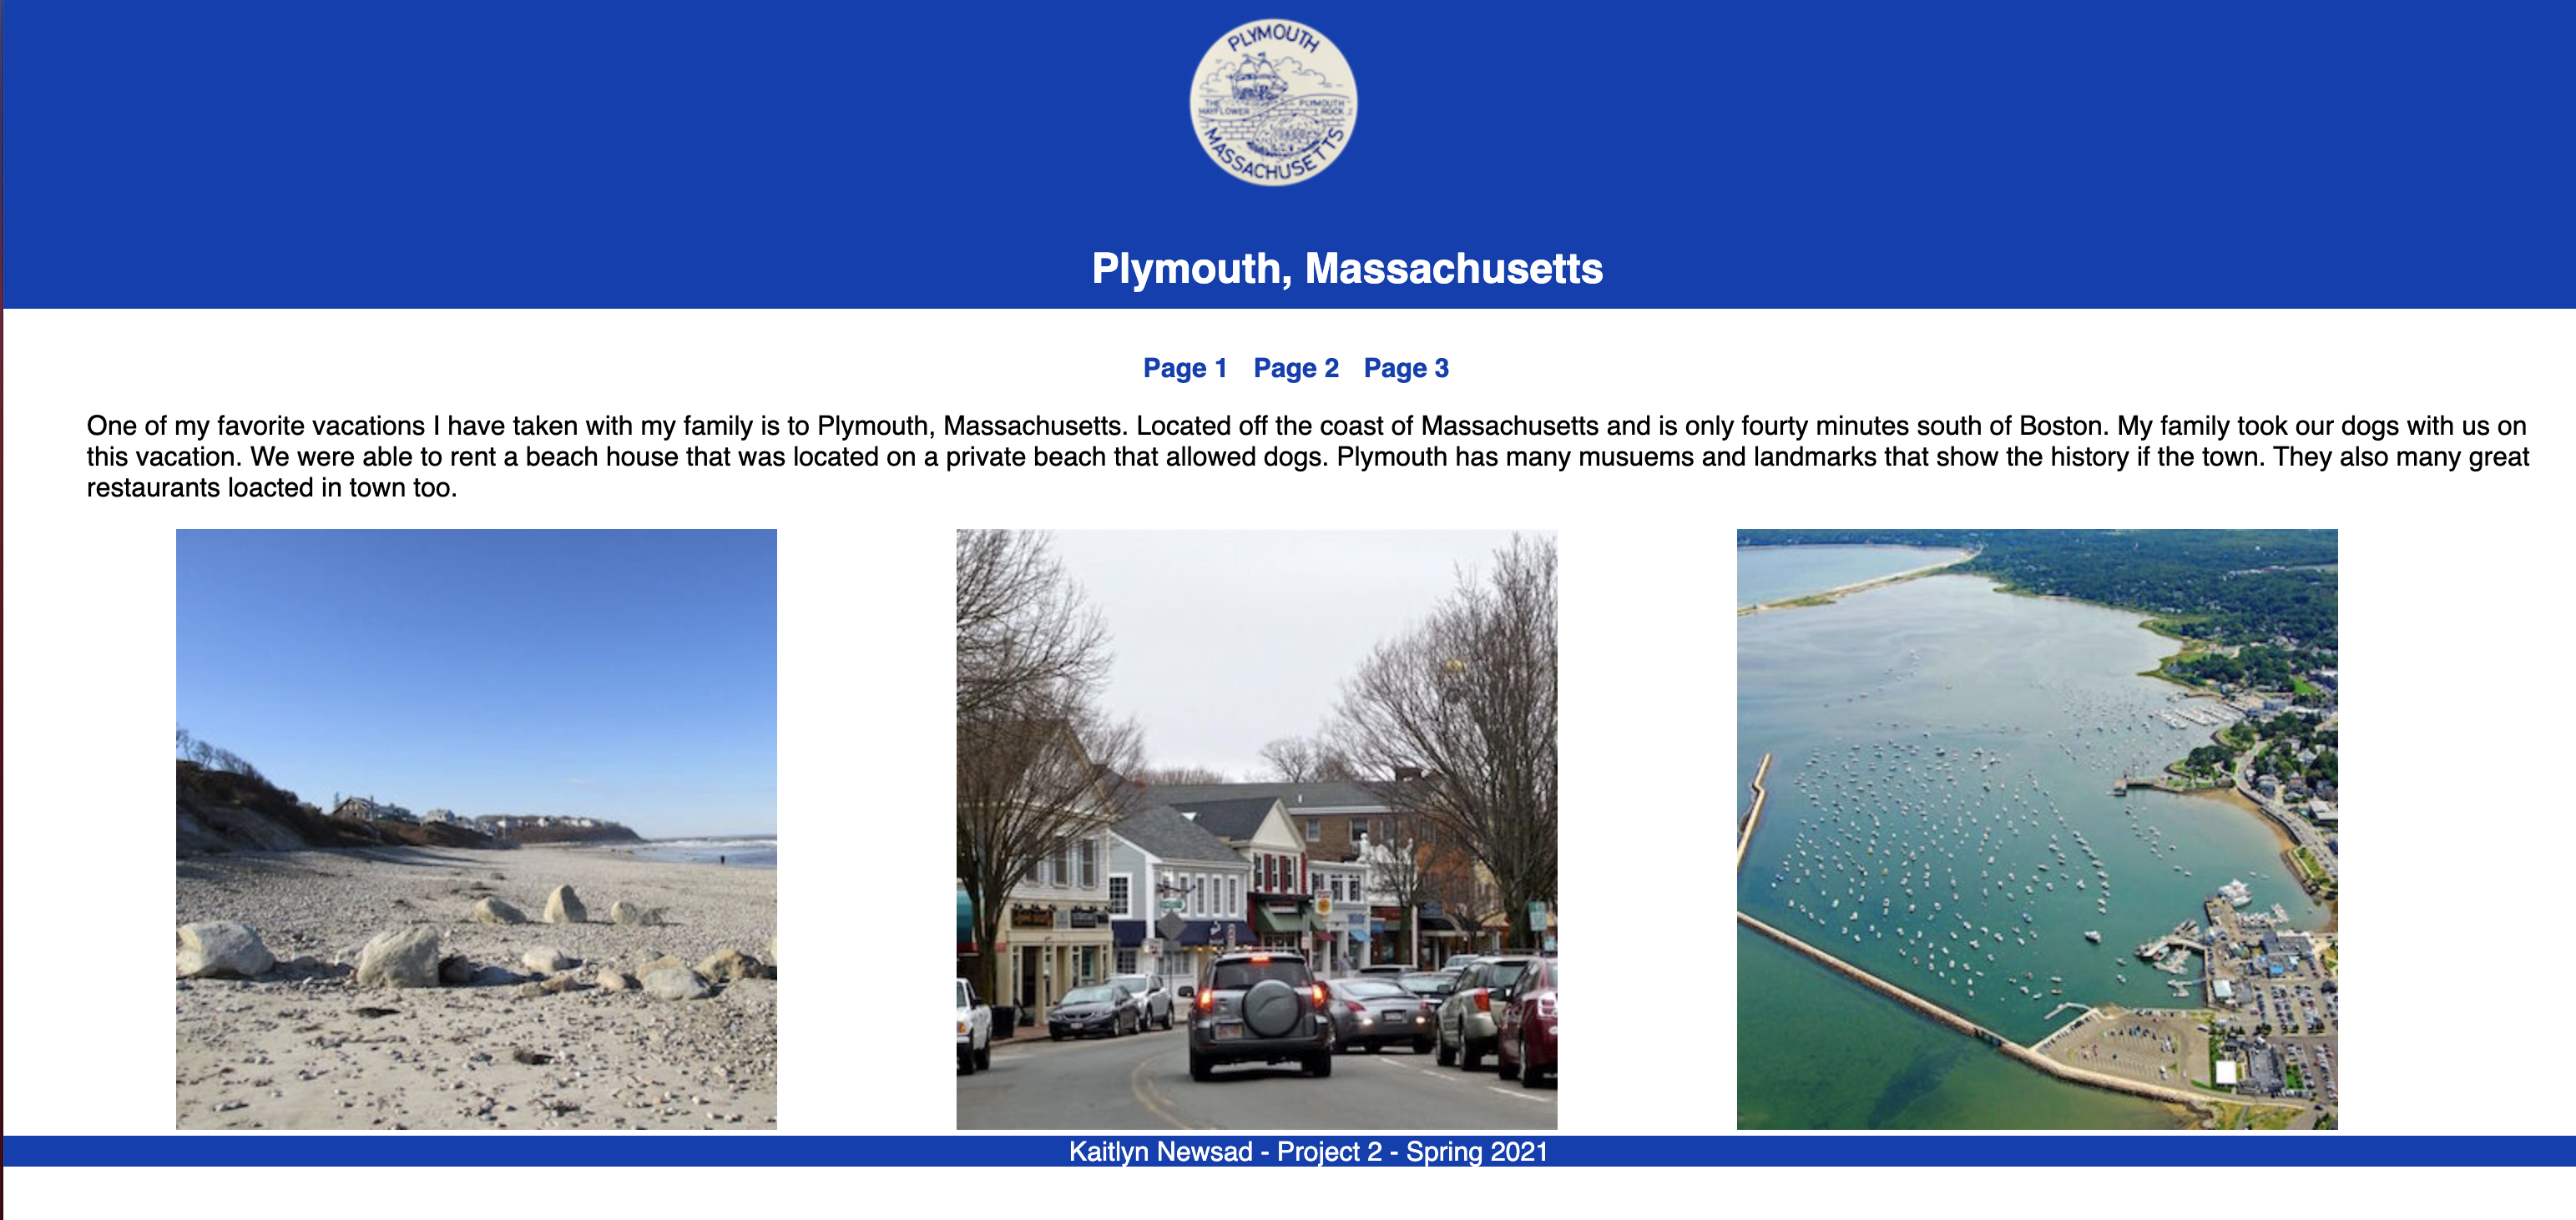 PLYMOUTH
THE MAYFLOWER
PLYMOUTH ROCK
MASSACHUSETTS
Plymouth, Massachusetts
Page 1 Page 2 Page 3
One of my favorite vacations I have taken with my family is to Plymouth, Massachusetts. Located off the coast of Massachusetts and is only fourty minutes south of Boston. My family took our dogs with us on
this vacation. We were able to rent a beach house that was located on a private beach that allowed dogs. Plymouth has many musuems and landmarks that show the history if the town. They also many great
restaurants loacted in town too.
Kaitlyn Newsad - Project 2 - Spring 2021